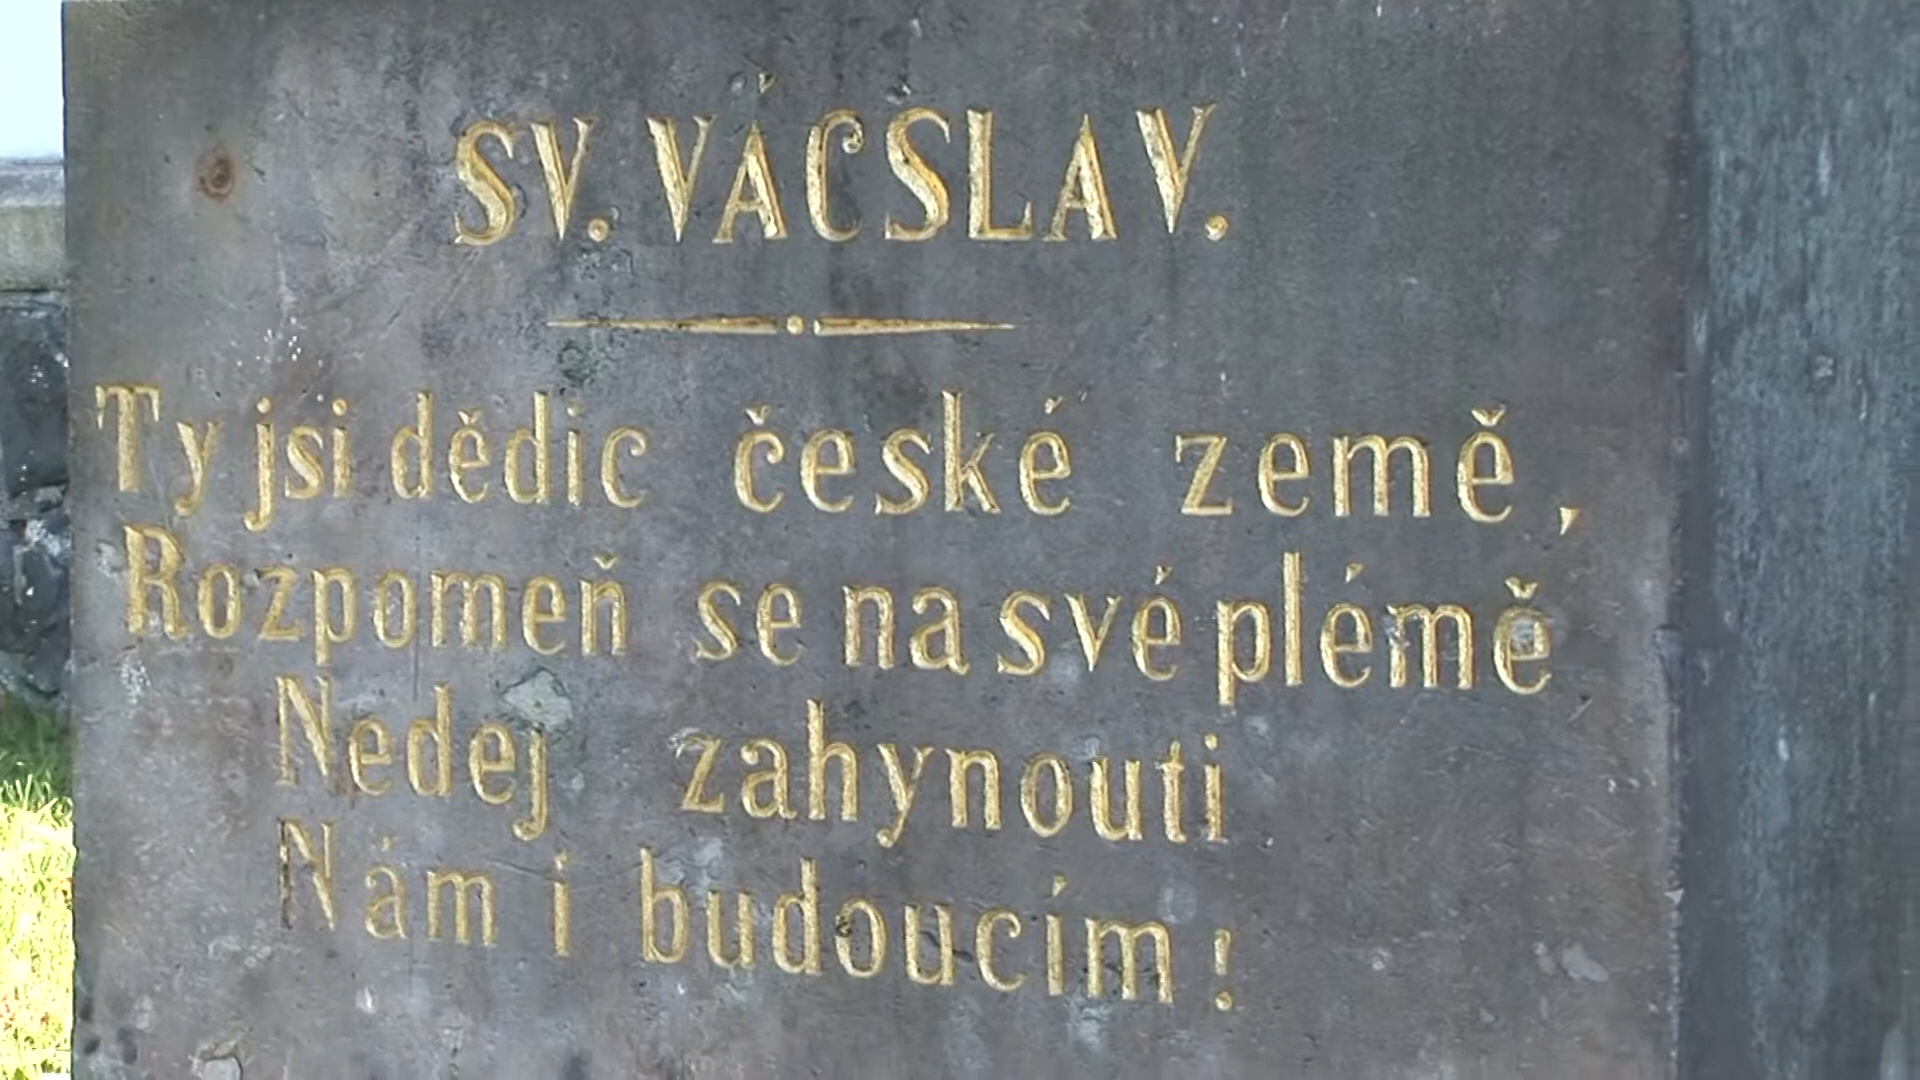 SV. VÁCSLAV.
Ty jsi dědic české země,
Rozpomeň se na své plémě
Nedej zahynouti
Nám i budoucím!